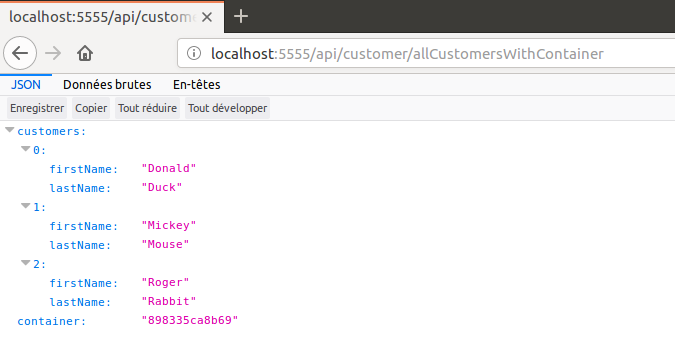 localhost:5555/api/custome
localhost:5555/api/customer/allCustomersWithContainer
JSON Données brutes En-têtes
Enregistrer Copier Tout réduire Tout développer
customers:
0:
firstName: "Donald"
lastName: "Duck"
1:
firstName: "Mickey"
lastName: "Mouse"
2:
firstName: "Roger"
lastName: "Rabbit"
container: "898335ca8b69"